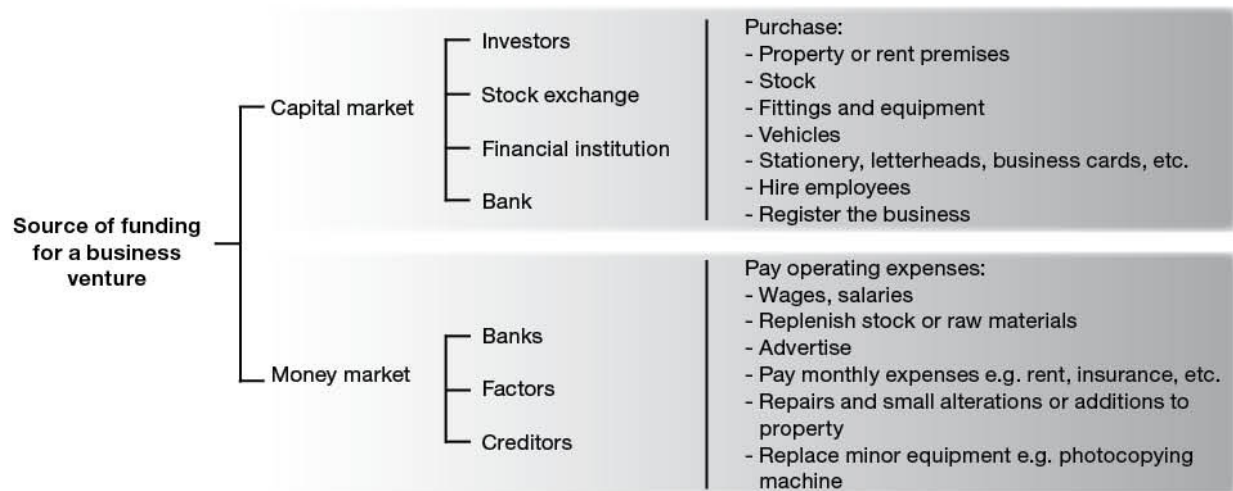 Source of funding
for a business
venture
Capital market
Investors
Stock exchange
Financial institution
Bank
Purchase:
- Property or rent premises
- Stock
- Fittings and equipment
- Vehicles
- Stationery, letterheads, business cards, etc.
- Hire employees
- Register the business
Money market
Banks
Factors
Creditors
Pay operating expenses:
- Wages, salaries
- Replenish stock or raw materials
- Advertise
- Pay monthly expenses e.g. rent, insurance, etc.
- Repairs and small alterations or additions to
property
- Replace minor equipment e.g. photocopying
machine